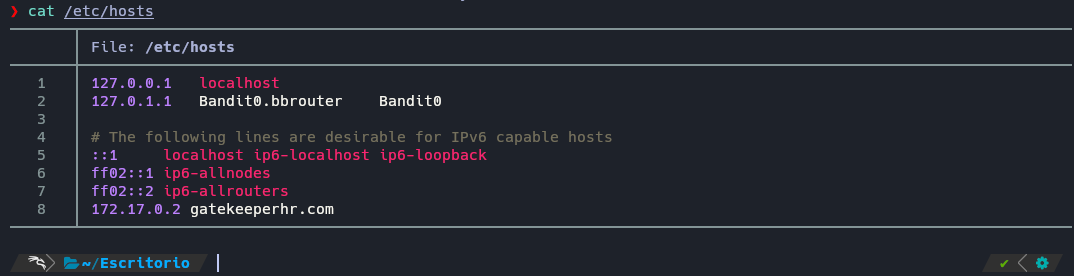 ❯ cat /etc/hosts
File: /etc/hosts
1 127.0.0.1 localhost
2 127.0.1.1 Bandit0.bbrouter Bandit0
3
4 # The following lines are desirable for IPv6 capable hosts
5 ::1 localhost ip6-localhost ip6-loopback
6 ff02::1 ip6-allnodes
7 ff02::2 ip6-allrouters
8 172.17.0.2 gatekeeperhr.com
~/Escritorio